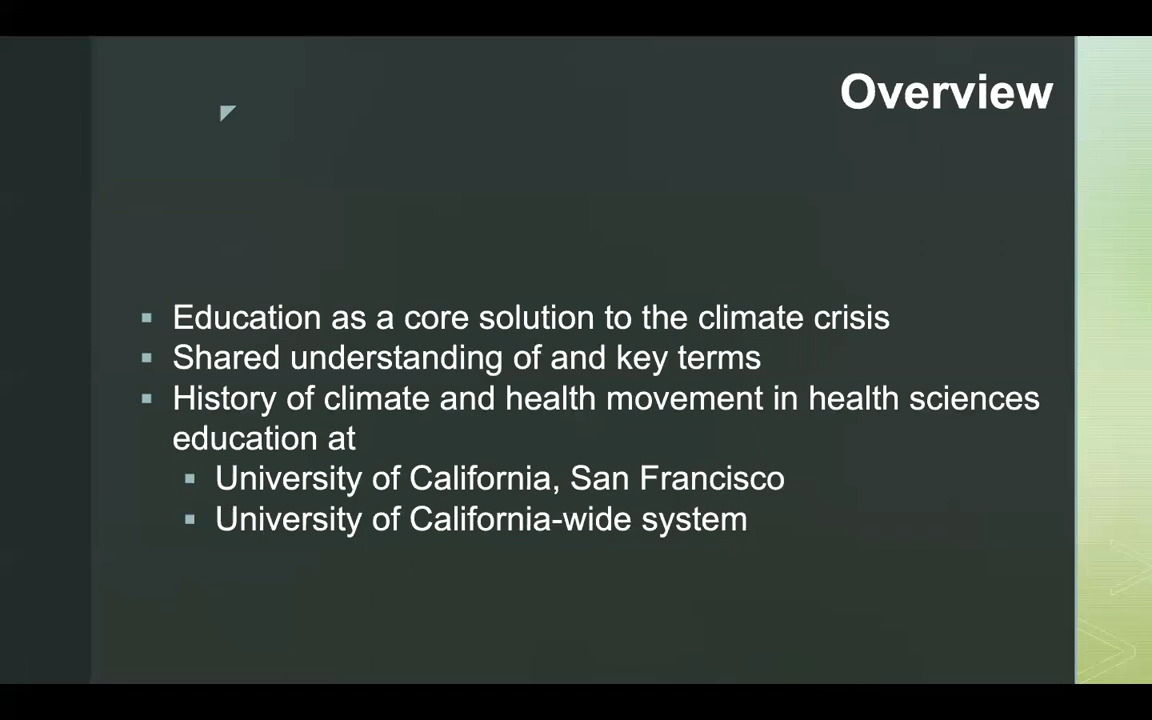 Overview
Education as a core solution to the climate crisis
Shared understanding of and key terms
History of climate and health movement in health sciences
education at
University of California, San Francisco
University of California-wide system